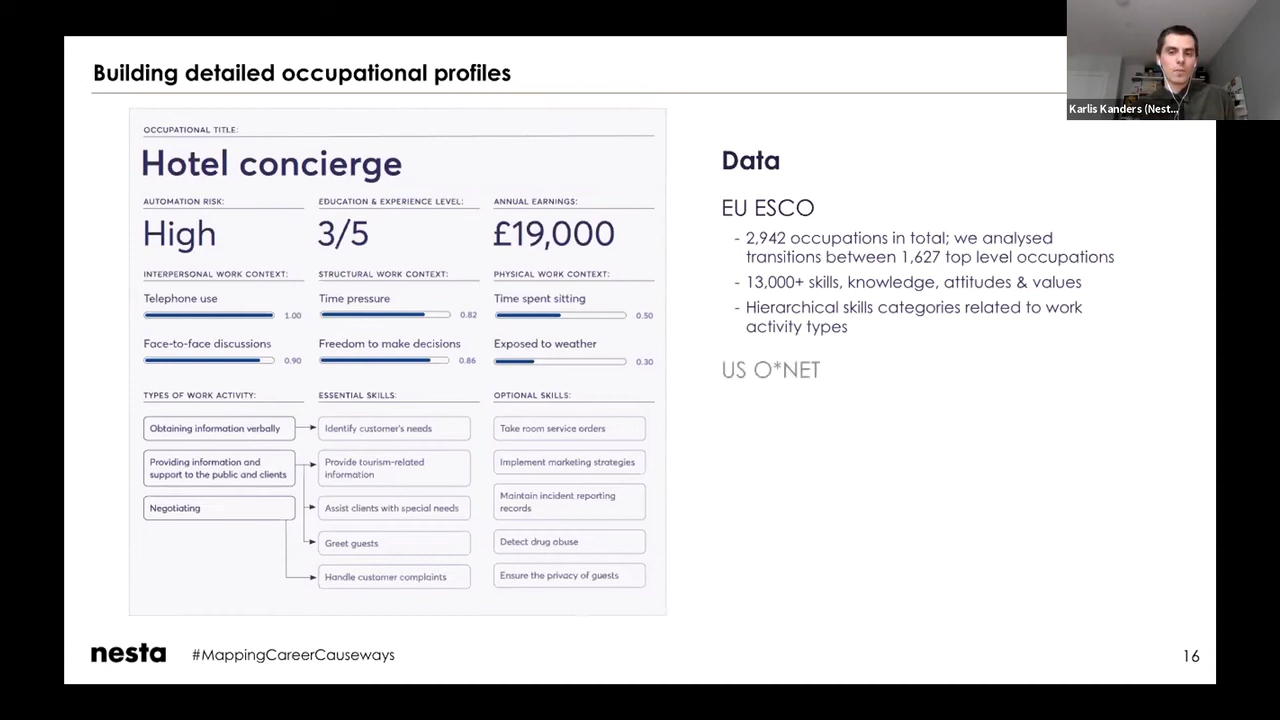 Building detailed occupational profiles
Karlis Kanders (Nest...
OCCUPATIONAL TITLE:
Hotel concierge
AUTOMATION RISK:
High
EDUCATION & EXPERIENCE LEVEL:
3/5
ANNUAL EARNINGS:
£19,000
INTERPERSONAL WORK CONTEXT:
Telephone use
1.00
Face-to-face discussions
0.90
STRUCTURAL WORK CONTEXT:
Time pressure
0.82
Freedom to make decisions
0.86
PHYSICAL WORK CONTEXT:
Time spent sitting
0.50
Exposed to weather
0.30
TYPES OF WORK ACTIVITY:
Obtaining information verbally
Providing information and
support to the public and clients
Negotiating
ESSENTIAL SKILLS:
Identify customer's needs
Provide tourism-related
information
Assist clients with special needs
Greet guests
Handle customer complaints
OPTIONAL SKILLS:
Take room service orders
Implement marketing strategies
Maintain incident reporting
records
Detect drug abuse
Ensure the privacy of guests
Data
EU ESCO
- 2,942 occupations in total; we analysed
transitions between 1,627 top level occupations
- 13,000+ skills, knowledge, attitudes & values
- Hierarchical skills categories related to work
activity types
US O*NET
nesta
#MappingCareerCauseways
16